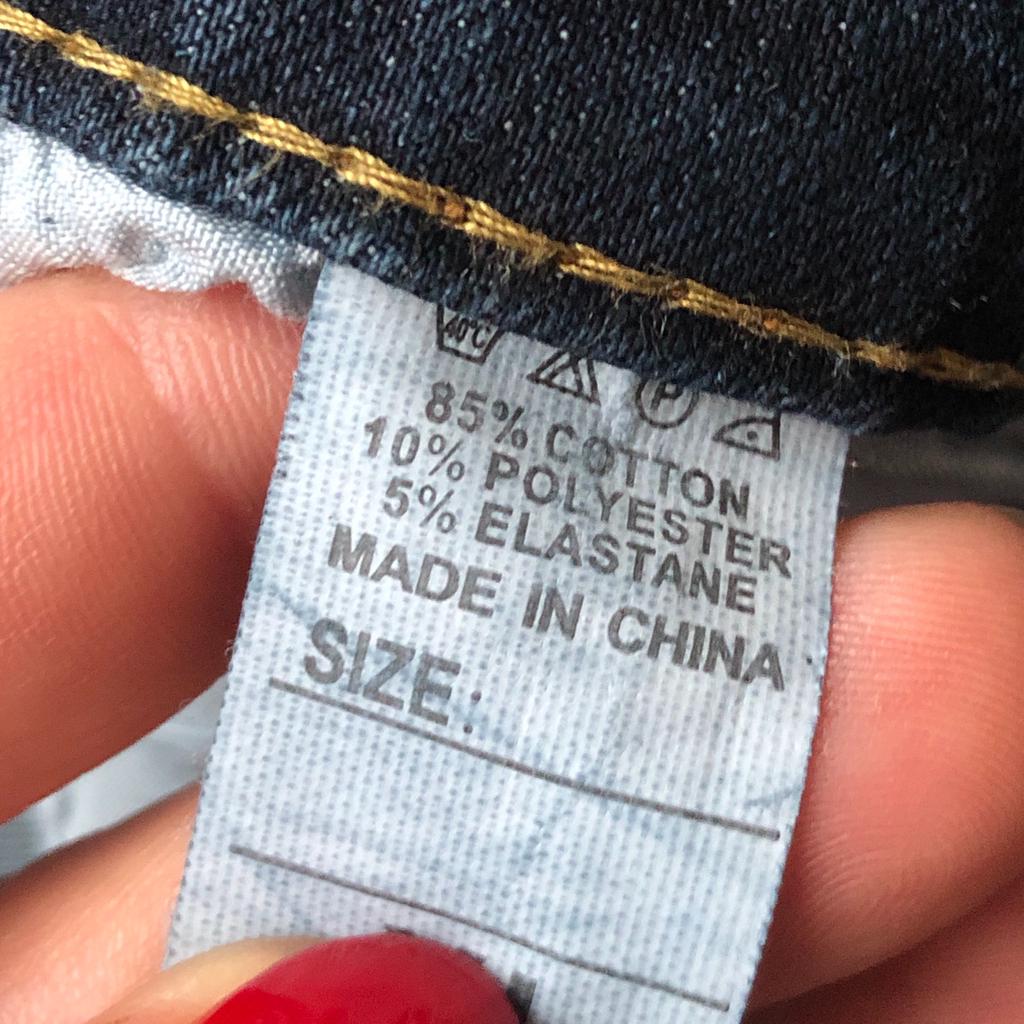 40°C
P
85% COTTON
10% POLYESTER
5% ELASTANE
MADE IN CHINA
SIZE: